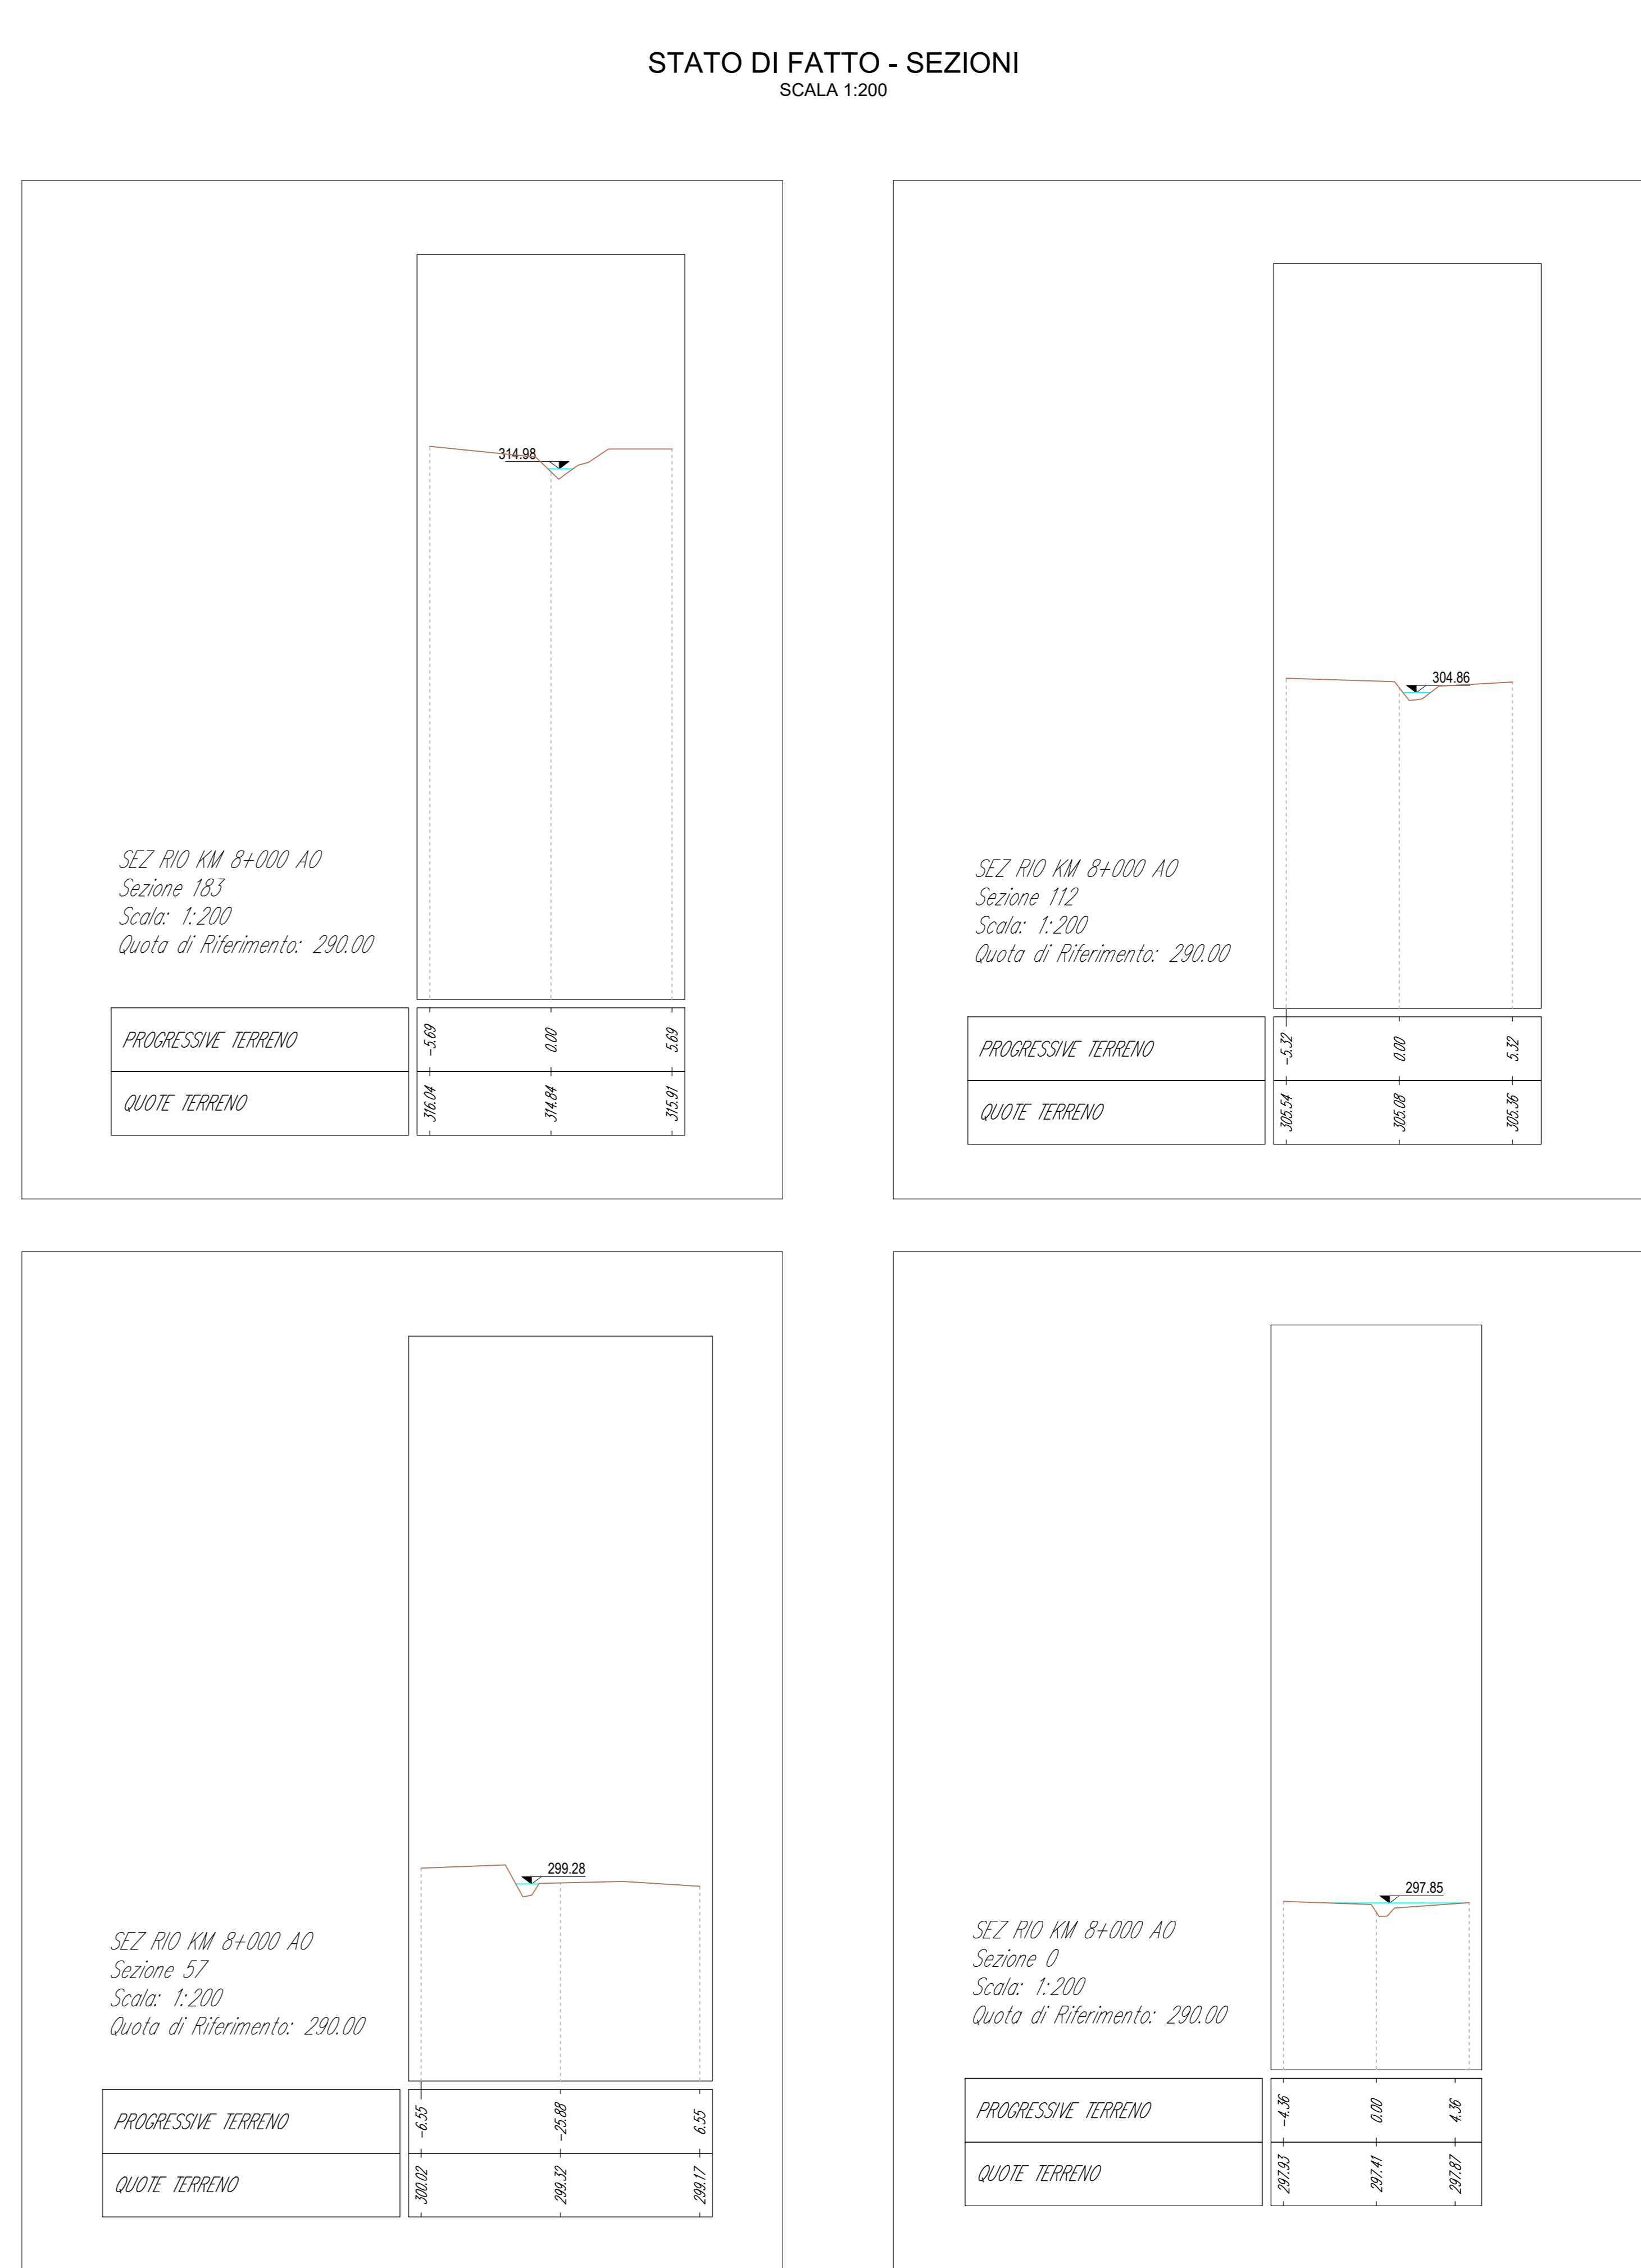 STATO DI FATTO - SEZIONI
SCALA 1:200
314.98
SEZ RIO KM 8+000 AO
Sezione 183
Scala: 1:200
Quota di Riferimento: 290.00
PROGRESSIVE TERRENO -5.69 0.00 5.69
QUOTE TERRENO 316.04 314.84 315.91
304.86
SEZ RIO KM 8+000 AO
Sezione 112
Scala: 1:200
Quota di Riferimento: 290.00
PROGRESSIVE TERRENO -5.32 0.00 5.32
QUOTE TERRENO 305.54 305.08 305.36
299.28
SEZ RIO KM 8+000 AO
Sezione 57
Scala: 1:200
Quota di Riferimento: 290.00
PROGRESSIVE TERRENO -6.55 -25.88 6.55
QUOTE TERRENO 300.02 299.32 299.17
297.85
SEZ RIO KM 8+000 AO
Sezione 0
Scala: 1:200
Quota di Riferimento: 290.00
PROGRESSIVE TERRENO -4.36 0.00 4.36
QUOTE TERRENO 297.93 297.41 297.87